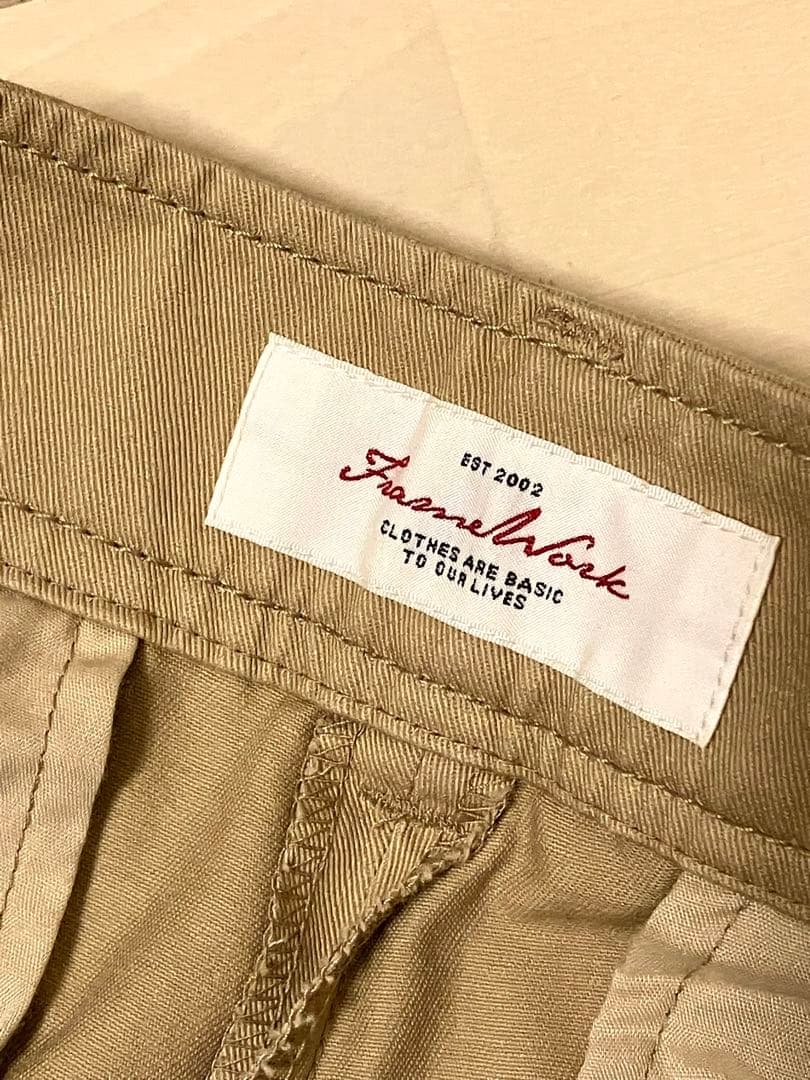 EST 2002
FrameWork
CLOTHES ARE BASIC
TO OUR LIVES